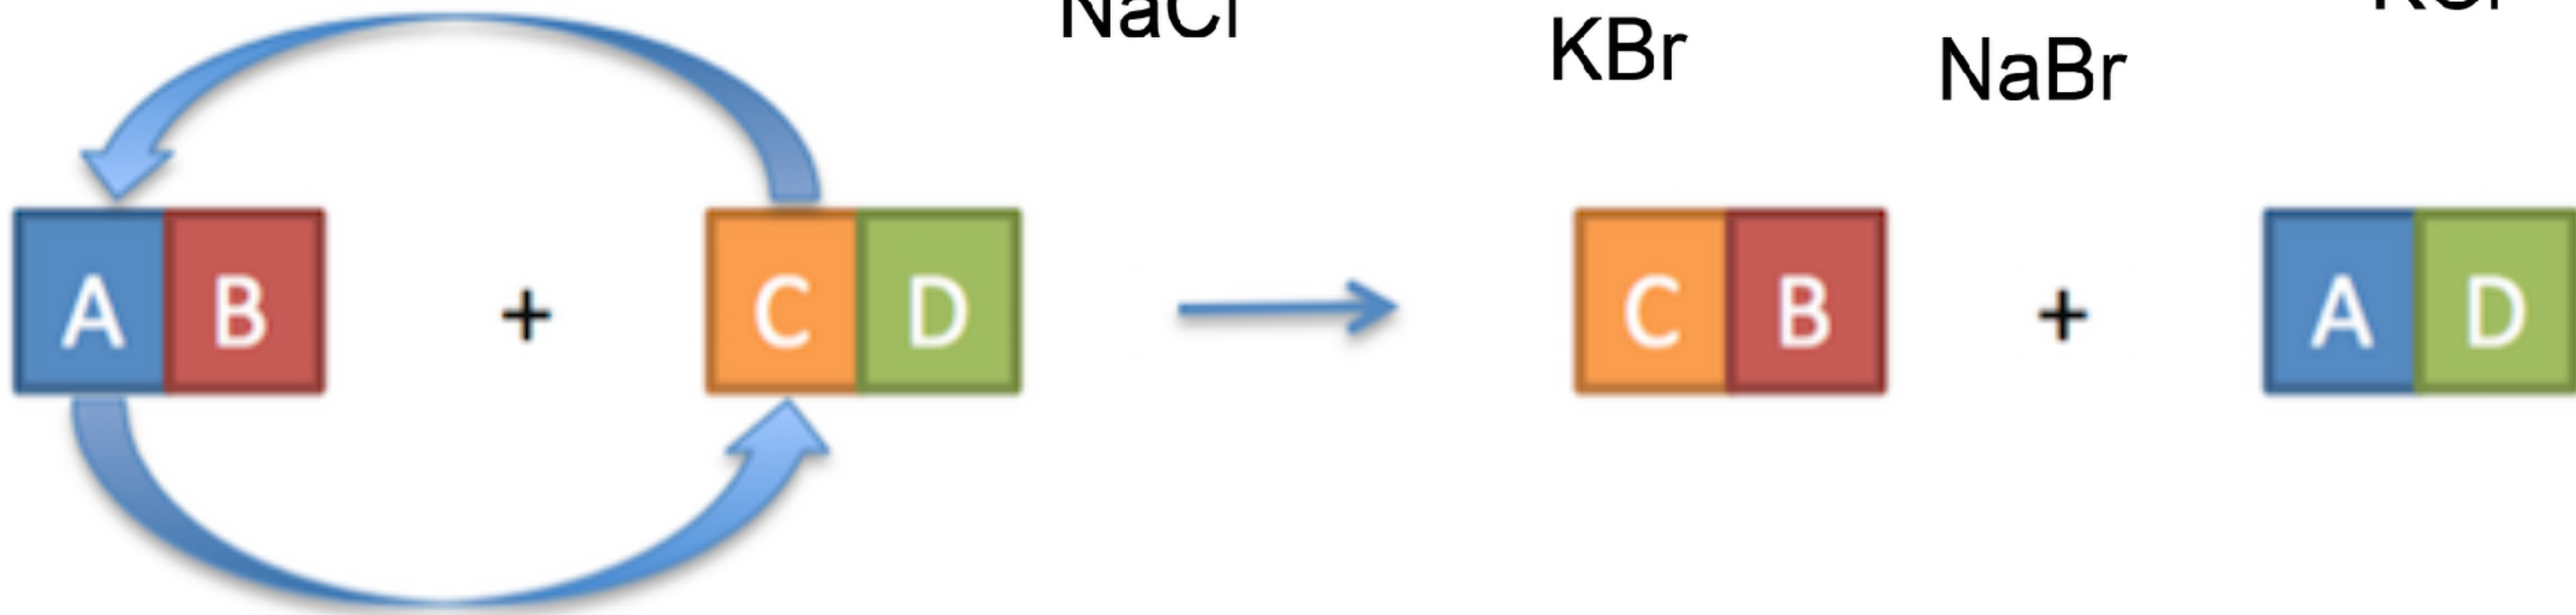 NaCl
KBr
NaBr
A B + C D → C B + A D